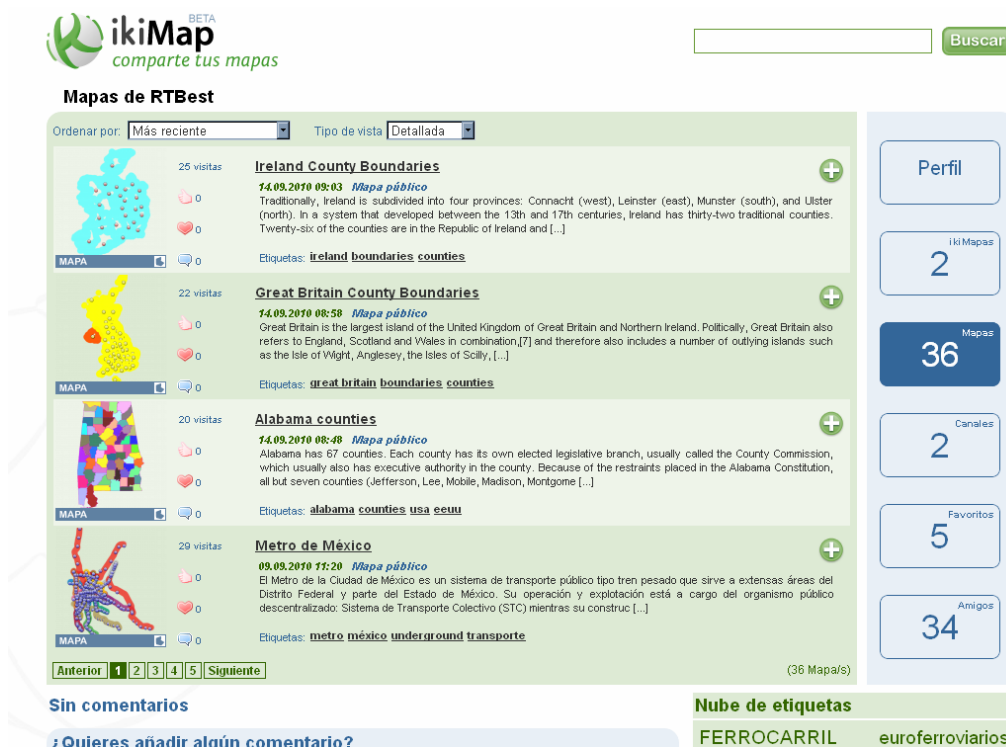 BETA
ikiMap
comparte tus mapas
Buscar
Mapas de RTBest
Ordenar por: Más reciente Tipo de vista Detallada
25 visitas
0
0
0
MAPA
Ireland County Boundaries
14.09.2010 09:03 Mapa público
Traditionally, Ireland is subdivided into four provinces: Connacht (west), Leinster (east), Munster (south), and Ulster
(north). In a system that developed between the 13th and 17th centuries, Ireland has thirty-two traditional counties.
Twenty-six of the counties are in the Republic of Ireland and [...]
Etiquetas: ireland boundaries counties
22 visitas
0
0
0
MAPA
Great Britain County Boundaries
14.09.2010 08:58 Mapa público
Great Britain is the largest island of the United Kingdom of Great Britain and Northern Ireland. Politically, Great Britain also
refers to England, Scotland and Wales in combination,[7] and therefore also includes a number of outlying islands such
as the Isle of Wight, Anglesey, the Isles of Scilly, [...]
Etiquetas: great britain boundaries counties
20 visitas
0
0
0
MAPA
Alabama counties
14.09.2010 08:48 Mapa público
Alabama has 67 counties. Each county has its own elected legislative branch, usually called the County Commission,
which usually also has executive authority in the county. Because of the restraints placed in the Alabama Constitution,
all but seven counties (Jefferson, Lee, Mobile, Madison, Montgome [...]
Etiquetas: alabama counties usa eeuu
29 visitas
0
0
0
MAPA
Metro de México
09.09.2010 11:20 Mapa público
El Metro de la Ciudad de México es un sistema de transporte público tipo tren pesado que sirve a extensas áreas del
Distrito Federal y parte del Estado de México. Su operación y explotación está a cargo del organismo público
descentralizado: Sistema de Transporte Colectivo (STC) mientras su construc [...]
Etiquetas: metro méxico underground transporte
Anterior 1 2 3 4 5 Siguiente
(36 Mapa/s)
Perfil
ikiMapas
2
Mapas
36
Canales
2
Favoritos
5
Amigos
34
Sin comentarios
¿Quieres añadir algún comentario?
Nube de etiquetas
FERROCARRIL euroferroviarios